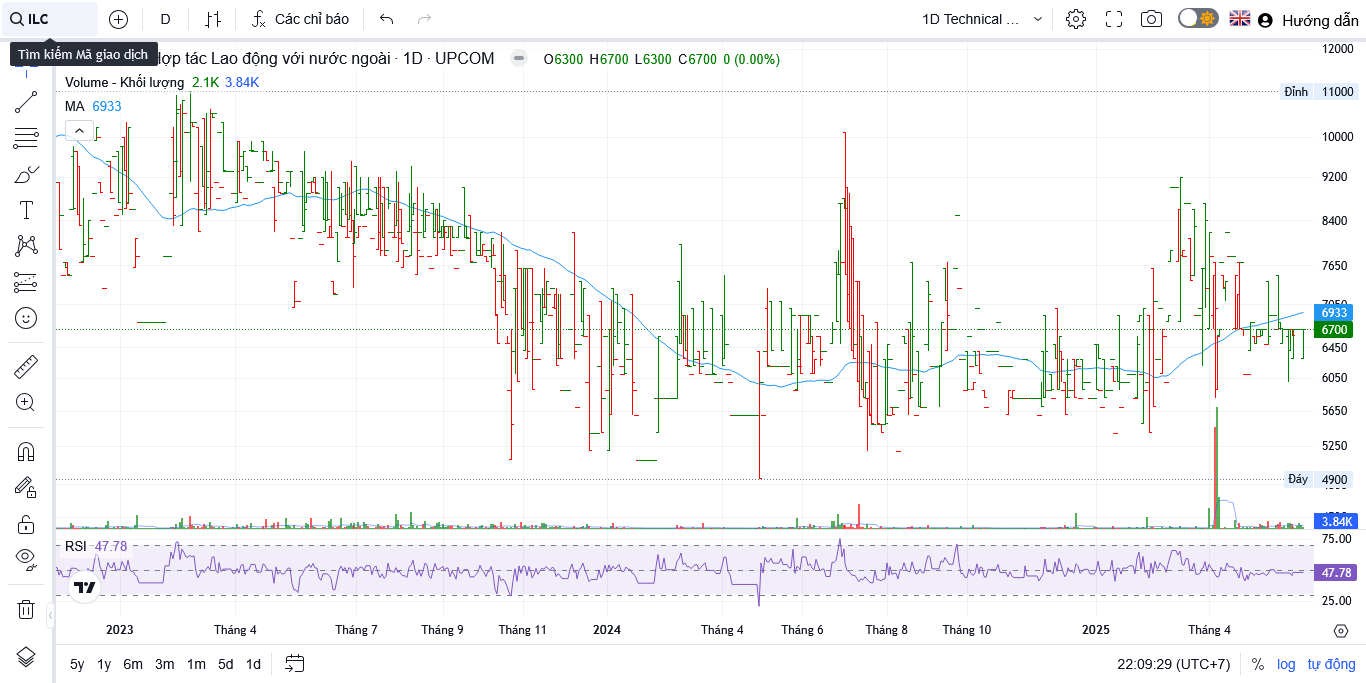 ILC
D
Các chỉ báo
1D Technical ...
Hướng dẫn
Tìm kiếm Mã giao dịch
Hợp tác Lao động với nước ngoài · 1D · UPCOM
O6300 H6700 L6300 C6700 0 (0.00%)
Volume - Khối lượng 2.1K 3.84K
MA 6933
12000
Đỉnh 11000
10000
9200
8400
7650
7050
6933
6700
6450
6050
5650
5250
Đáy 4900
3.84K
RSI 47.78
75.00
47.78
25.00
2023 Tháng 4 Tháng 7 Tháng 9 Tháng 11 2024 Tháng 4 Tháng 6 Tháng 8 Tháng 10 2025 Tháng 4
5y 1y 6m 3m 1m 5d 1d
22:09:29 (UTC+7) % log tự động